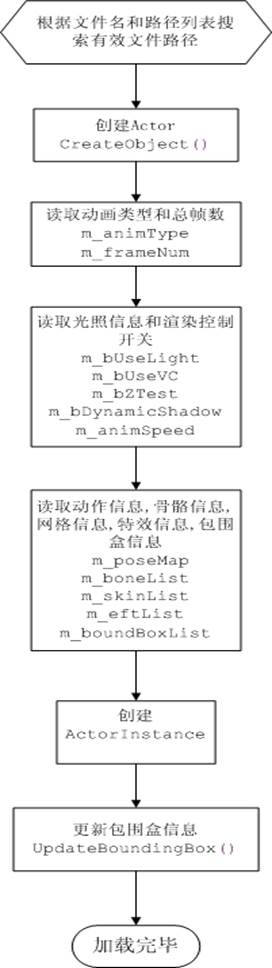 根据文件名和路径列表搜
索有效文件路径
创建Actor
CreateObject()
读取动画类型和总帧数
m_animType
m_frameNum
读取光照信息和渲染控制
开关
m_bUseLight
m_bUseVC
m_bZTest
m_bDynamicShadow
m_animSpeed
读取动作信息,骨骼信息,
网格信息,特效信息,包围
盒信息
m_poseMap
m_boneList
m_skinList
m_eftList
m_boundBoxList
创建
ActorInstance
更新包围盒信息
UpdateBoundingBox()
加载完毕